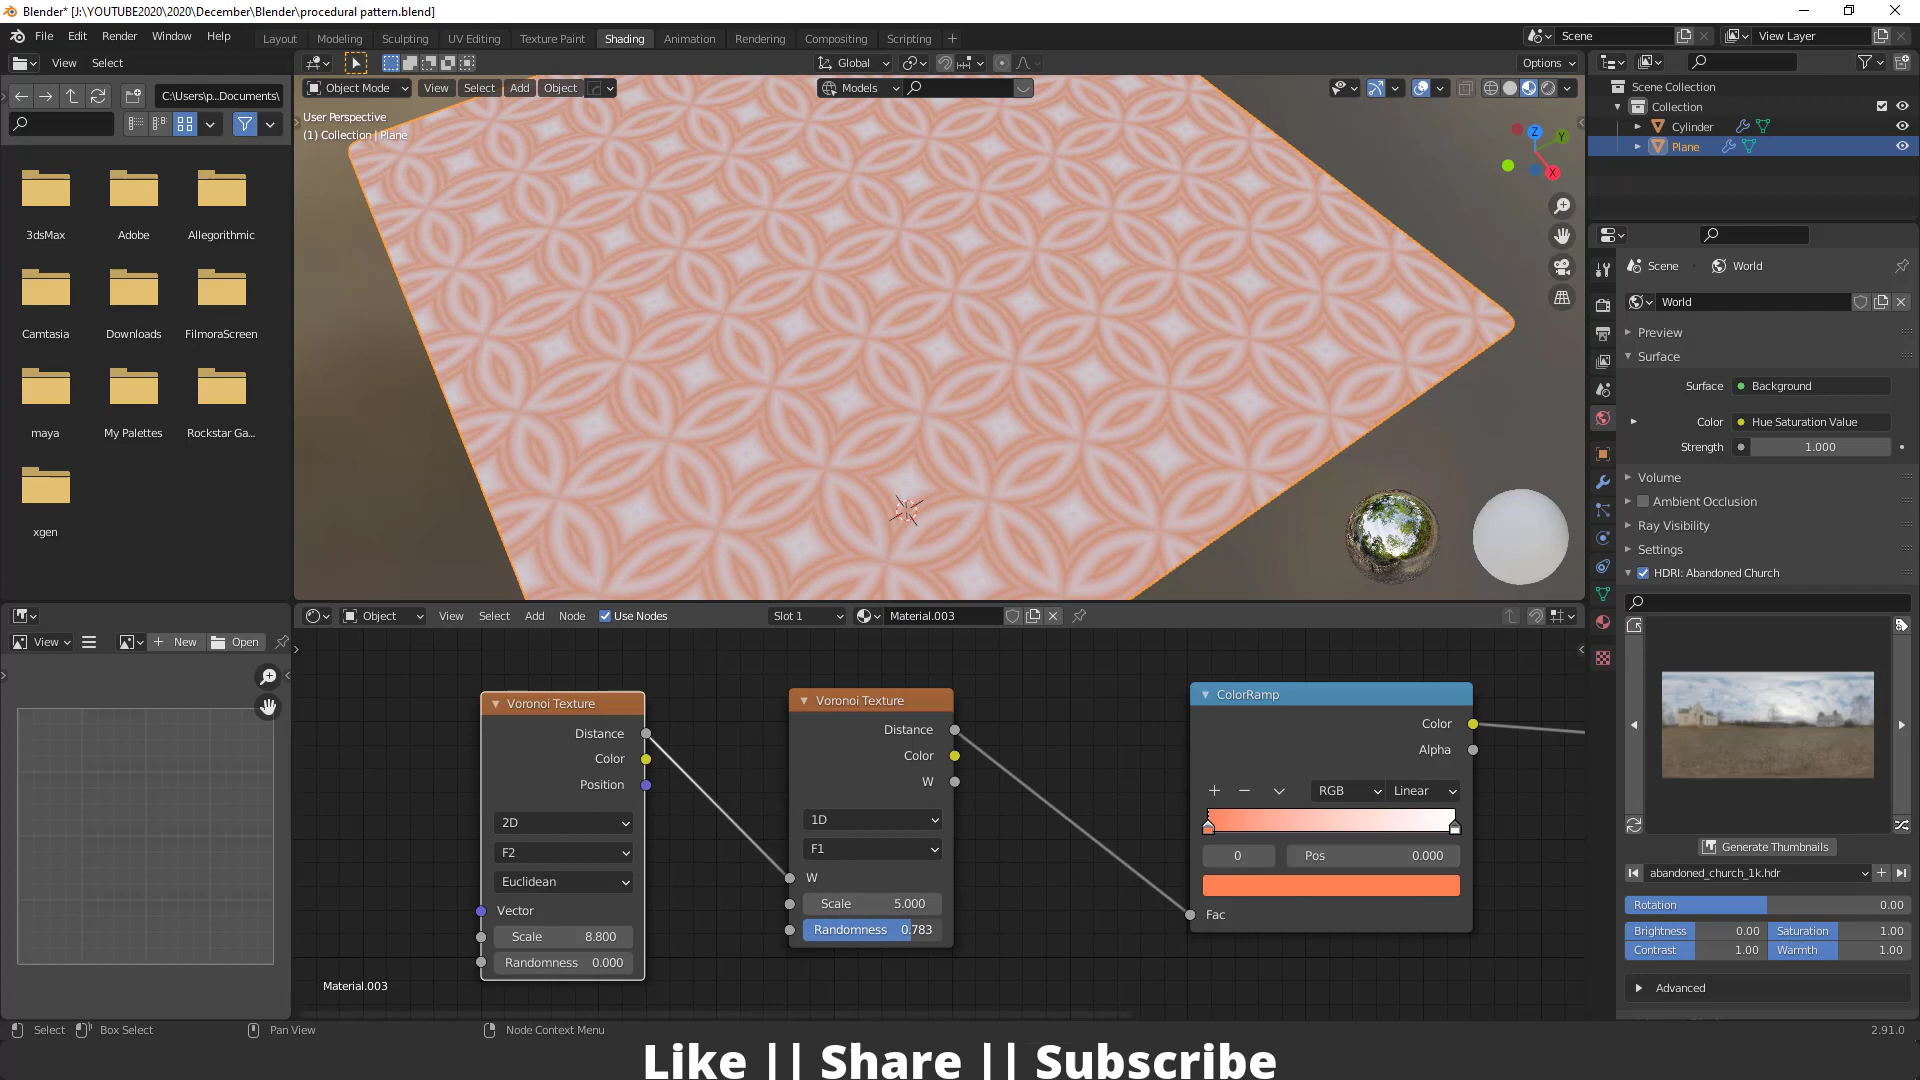 Blender* [J:\YOUTUBE2020\2020\December\Blender\procedural pattern.blend]
File Edit Render Window Help
Layout Modeling Sculpting UV Editing Texture Paint Shading Animation Rendering Compositing Scripting
Scene
View Layer
View Select
Global
Options
C:\Users\p...Documents\
Object Mode View Select Add Object
Models
User Perspective
(1) Collection | Plane
Scene Collection
Collection
Cylinder
Plane
Z
Y
X
3dsMax Adobe Allegorithmic
Camtasia Downloads FilmoraScreen
maya My Palettes Rockstar Ga...
xgen
Scene World
World
Preview
Surface
Surface Background
Color Hue Saturation Value
Strength 1.000
Volume
Ambient Occlusion
Ray Visibility
Settings
HDRI: Abandoned Church
Generate Thumbnails
abandoned_church_1k.hdr
Rotation 0.00
Brightness 0.00 Saturation 1.00
Contrast 1.00 Warmth 1.00
Advanced
View New Open
Object View Select Add Node Use Nodes Slot 1 Material.003
Voronoi Texture
Distance
Color
Position
2D
F2
Euclidean
Vector
Scale 8.800
Randomness 0.000
Voronoi Texture
Distance
Color
W
1D
F1
W
Scale 5.000
Randomness 0.783
ColorRamp
Color
Alpha
RGB Linear
0 Pos 0.000
Fac
Material.003
Select Box Select Pan View Node Context Menu 2.91.0
Like || Share || Subscribe